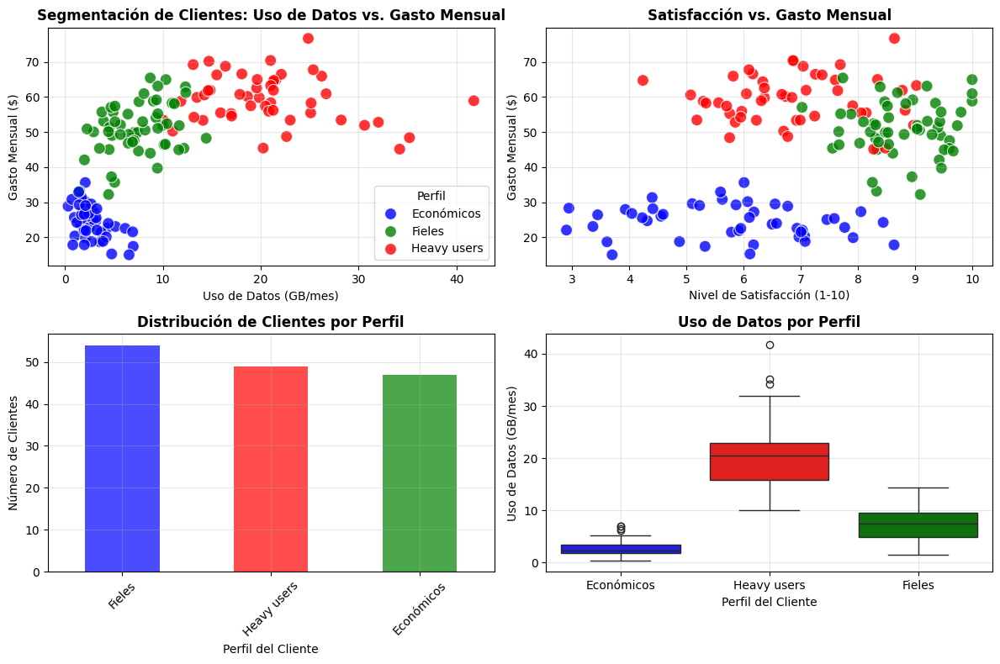 Segmentación de Clientes: Uso de Datos vs. Gasto Mensual
Gasto Mensual ($)
70
60
50
40
30
20
0
10
20
30
40
Uso de Datos (GB/mes)
Perfil
Económicos
Fieles
Heavy users
Satisfacción vs. Gasto Mensual
Gasto Mensual ($)
70
60
50
40
30
20
3
4
5
6
7
8
9
10
Nivel de Satisfacción (1-10)
Distribución de Clientes por Perfil
Número de Clientes
50
40
30
20
10
0
Fieles
Heavy users
Económicos
Perfil del Cliente
Uso de Datos por Perfil
Uso de Datos (GB/mes)
40
30
20
10
0
Económicos
Heavy users
Fieles
Perfil del Cliente